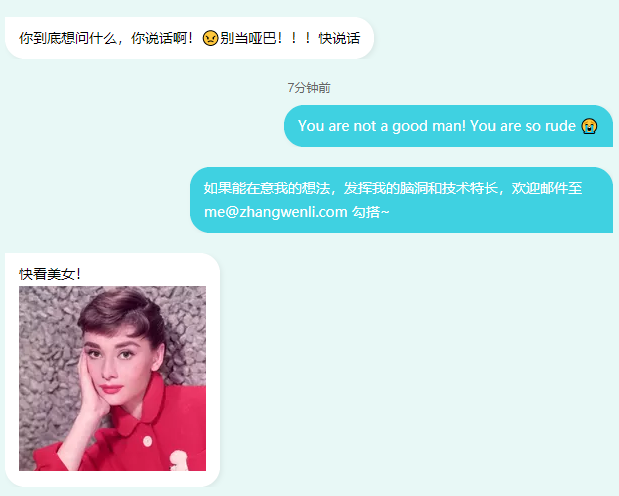 你到底想问什么，你说话啊！😠别当哑巴！！！快说话
7分钟前
You are not a good man! You are so rude 😭
如果能在意我的想法，发挥我的脑洞和技术特长，欢迎邮件至
me@zhangwenli.com 勾搭~
快看美女！